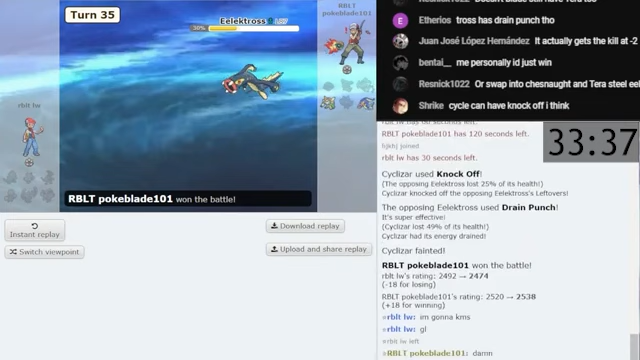 Turn 35
Eelektross
30%
RBLT
pokeblade101
rblt lw
RBLT pokeblade101 won the battle!
Instant replay
Switch viewpoint
Download replay
Upload and share replay
Etherios tross has drain punch tho
Juan José López Hernández It actually gets the kill at -2
bentai__ me personally id just win
Resnick1022 Or swap into chesnaught and Tera steel eel
Shrike cycle can have knock off i think
33:37
RBLT pokeblade101 has 120 seconds left.
hjkhj joined
rblt lw has 30 seconds left.
Cyclizar used Knock Off!
(The opposing Eelektross lost 25% of its health!)
Cyclizar knocked off the opposing Eelektross's Leftovers!
The opposing Eelektross used Drain Punch!
It's super effective!
(Cyclizar lost 49% of its health!)
Cyclizar had its energy drained!
Cyclizar fainted!
RBLT pokeblade101 won the battle!
rblt lw's rating: 2492 → 2474
(-18 for losing)
RBLT pokeblade101's rating: 2520 → 2538
(+18 for winning)
☆rblt lw: im gonna kms
☆rblt lw: gl
☆rblt lw left
☆RBLT pokeblade101: damn